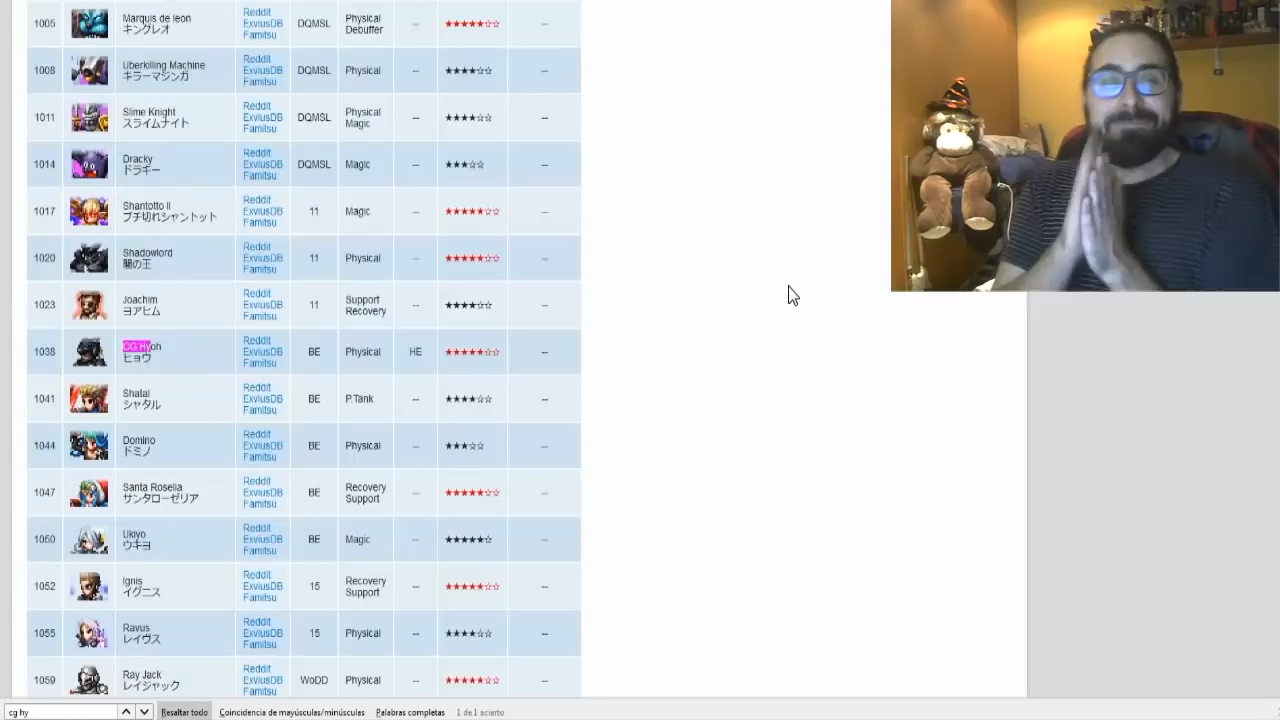 1005 Marquis de leon キングレオ Reddit ExviusDB Famitsu DQMSL Physical Debuffer -- ★★★★★☆☆ --
1008 Uberkilling Machine キラーマジンガ Reddit ExviusDB Famitsu DQMSL Physical -- ★★★★☆☆ --
1011 Slime Knight スライムナイト Reddit ExviusDB Famitsu DQMSL Physical Magic -- ★★★★☆☆ --
1014 Dracky ドラキー Reddit ExviusDB Famitsu DQMSL Magic -- ★★★☆☆ --
1017 Shantotto II ブチ切れシャントット Reddit ExviusDB Famitsu 11 Magic -- ★★★★★☆☆ --
1020 Shadowlord 闇の王 Reddit ExviusDB Famitsu 11 Physical -- ★★★★★☆☆ --
1023 Joachim ヨアヒム Reddit ExviusDB Famitsu 11 Support Recovery -- ★★★★☆☆ --
1038 CG Hyoh ヒョウ Reddit ExviusDB Famitsu BE Physical HE ★★★★★☆☆ --
1041 Shatal シャタル Reddit ExviusDB Famitsu BE P.Tank -- ★★★★☆☆ --
1044 Domino ドミノ Reddit ExviusDB Famitsu BE Physical -- ★★★☆☆ --
1047 Santa Roselia サンタローゼリア Reddit ExviusDB Famitsu BE Recovery Support -- ★★★★★☆☆ --
1050 Ukiyo ウキヨ Reddit ExviusDB Famitsu BE Magic -- ★★★★★☆ --
1052 Ignis イグニス Reddit ExviusDB Famitsu 15 Recovery Support -- ★★★★★☆☆ --
1055 Ravus レイヴス Reddit ExviusDB Famitsu 15 Physical -- ★★★★☆☆ --
1059 Ray Jack レイジャック Reddit ExviusDB Famitsu WoDD Physical -- ★★★★★☆☆ --
cg hy Resaltar todo Coincidencia de mayúsculas/minúsculas Palabras completas 1 de 1 acierto